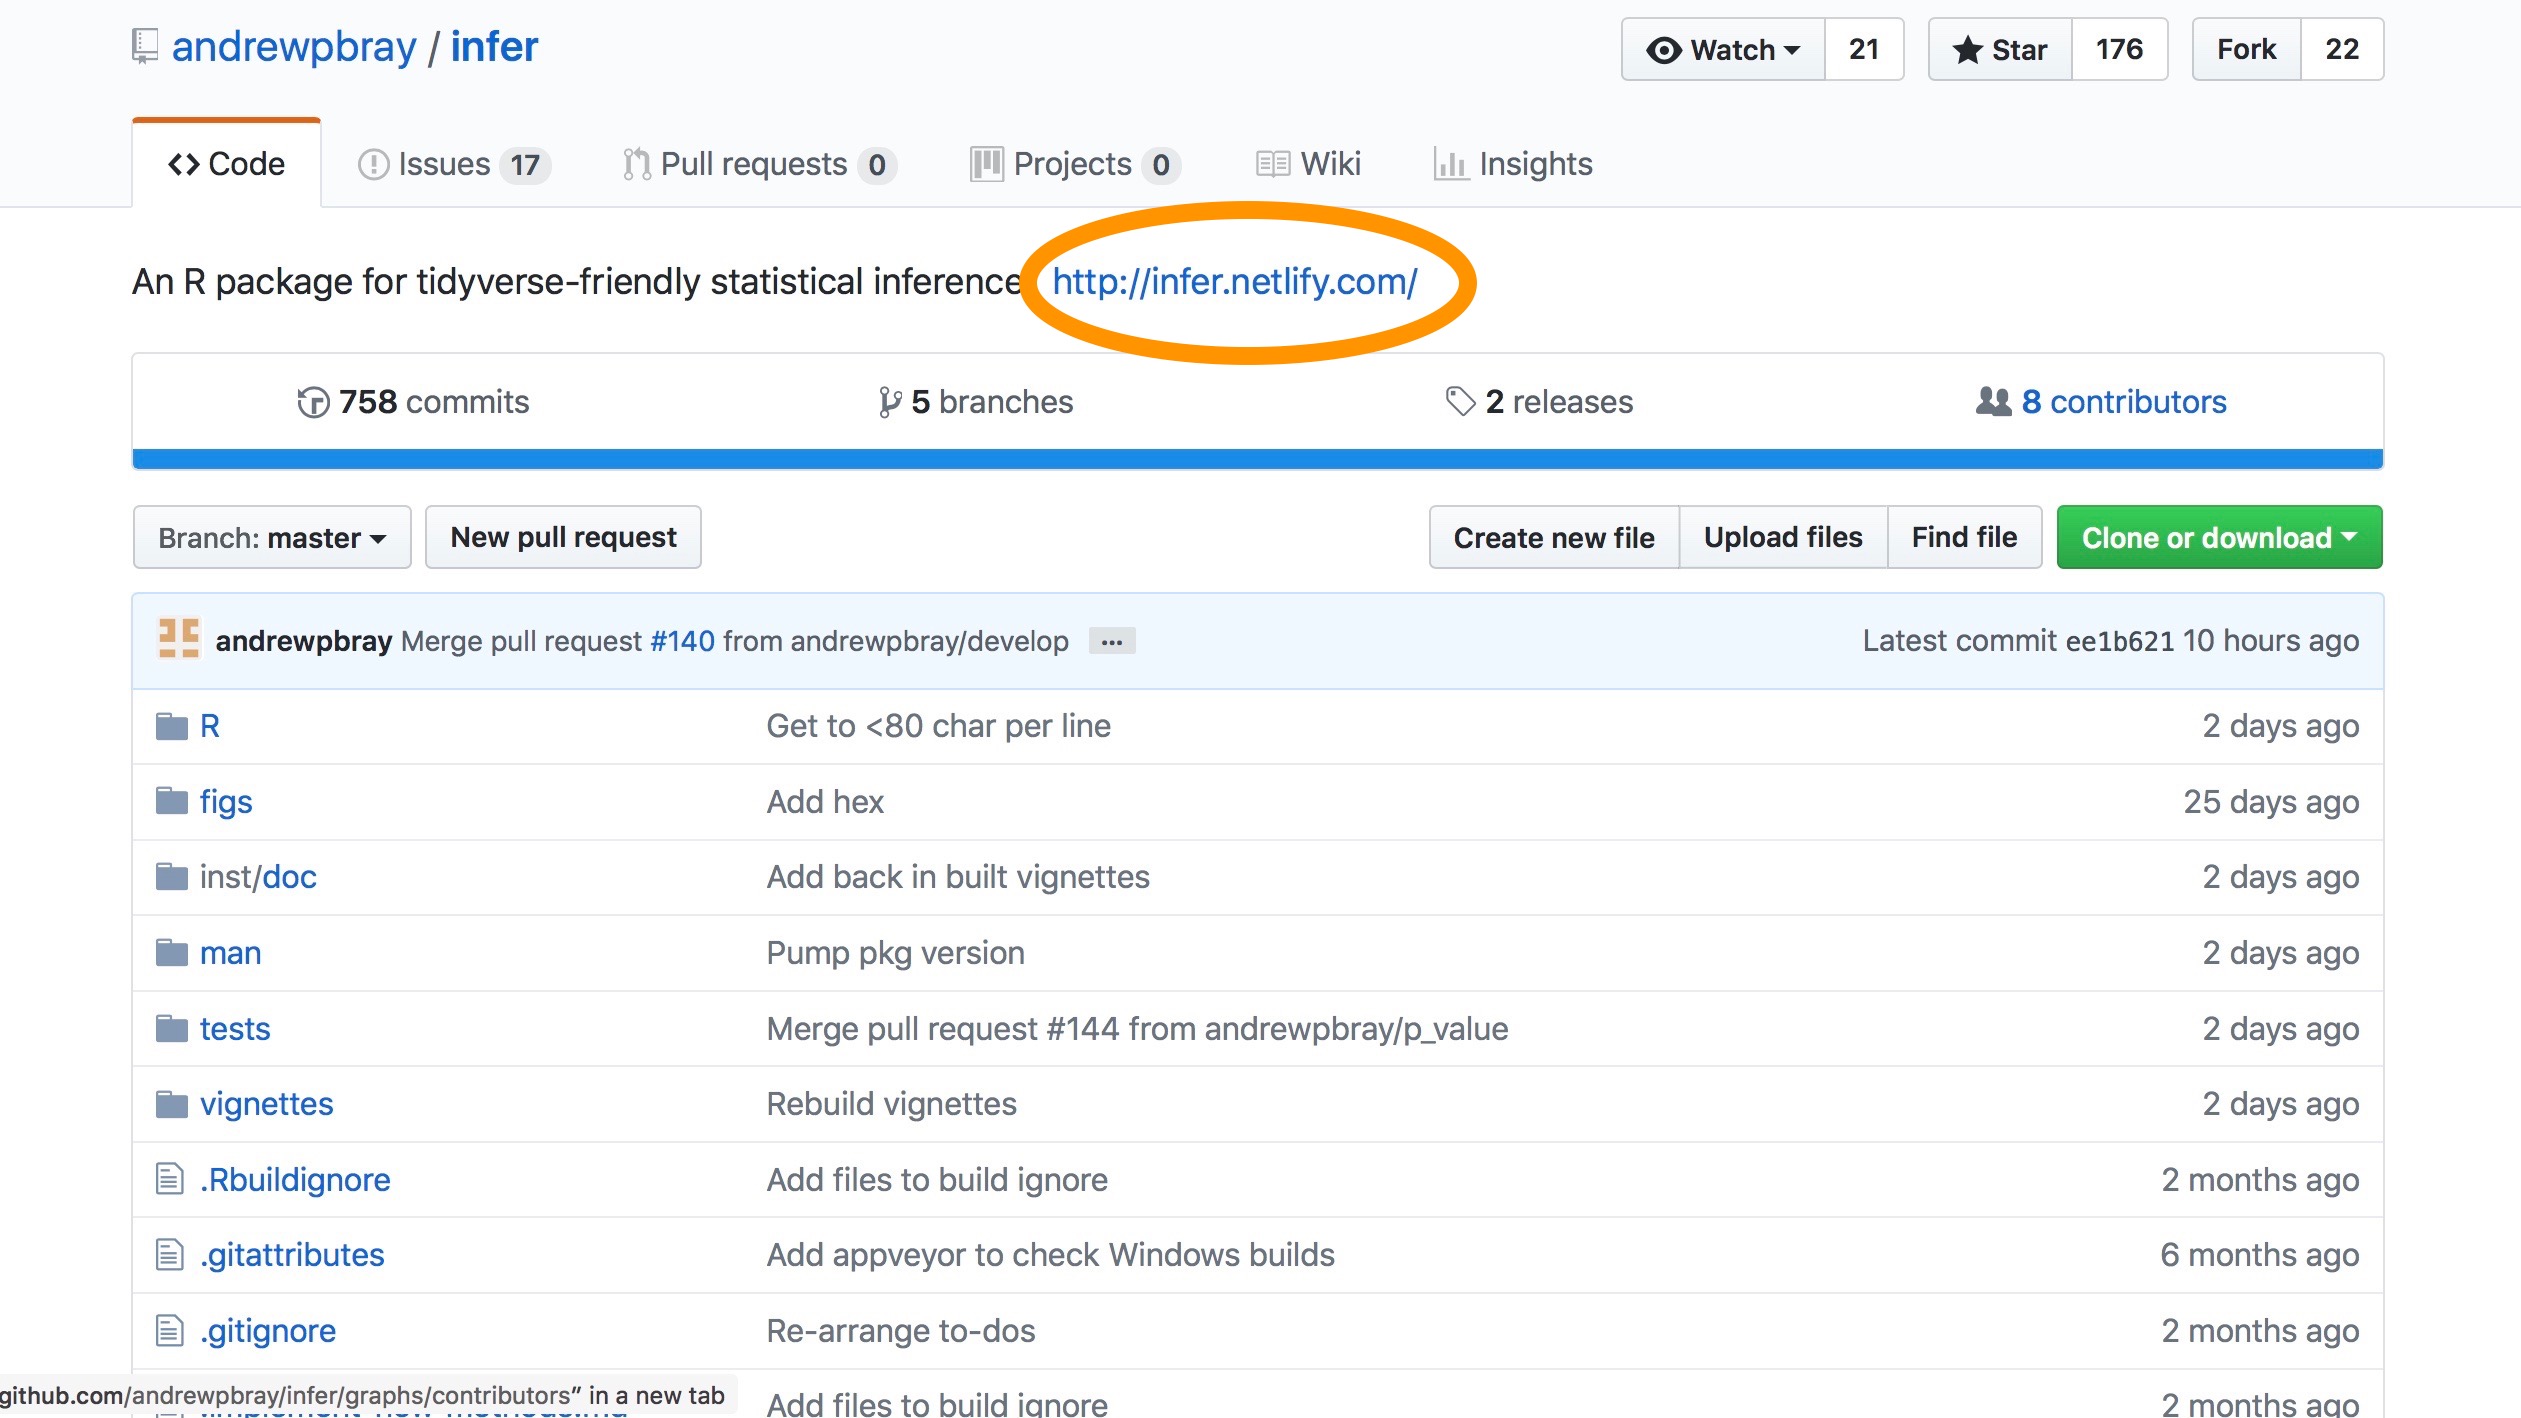 andrewpbray / infer
Watch 21 Star 176 Fork 22
Code Issues 17 Pull requests 0 Projects 0 Wiki Insights
An R package for tidyverse-friendly statistical inference http://infer.netlify.com/
758 commits 5 branches 2 releases 8 contributors
Branch: master New pull request Create new file Upload files Find file Clone or download
andrewpbray Merge pull request #140 from andrewpbray/develop ... Latest commit ee1b621 10 hours ago
R Get to <80 char per line 2 days ago
figs Add hex 25 days ago
inst/doc Add back in built vignettes 2 days ago
man Pump pkg version 2 days ago
tests Merge pull request #144 from andrewpbray/p_value 2 days ago
vignettes Rebuild vignettes 2 days ago
.Rbuildignore Add files to build ignore 2 months ago
.gitattributes Add appveyor to check Windows builds 6 months ago
.gitignore Re-arrange to-dos 2 months ago
github.com/andrewpbray/infer/graphs/contributors” in a new tab
Add files to build ignore 2 months ago